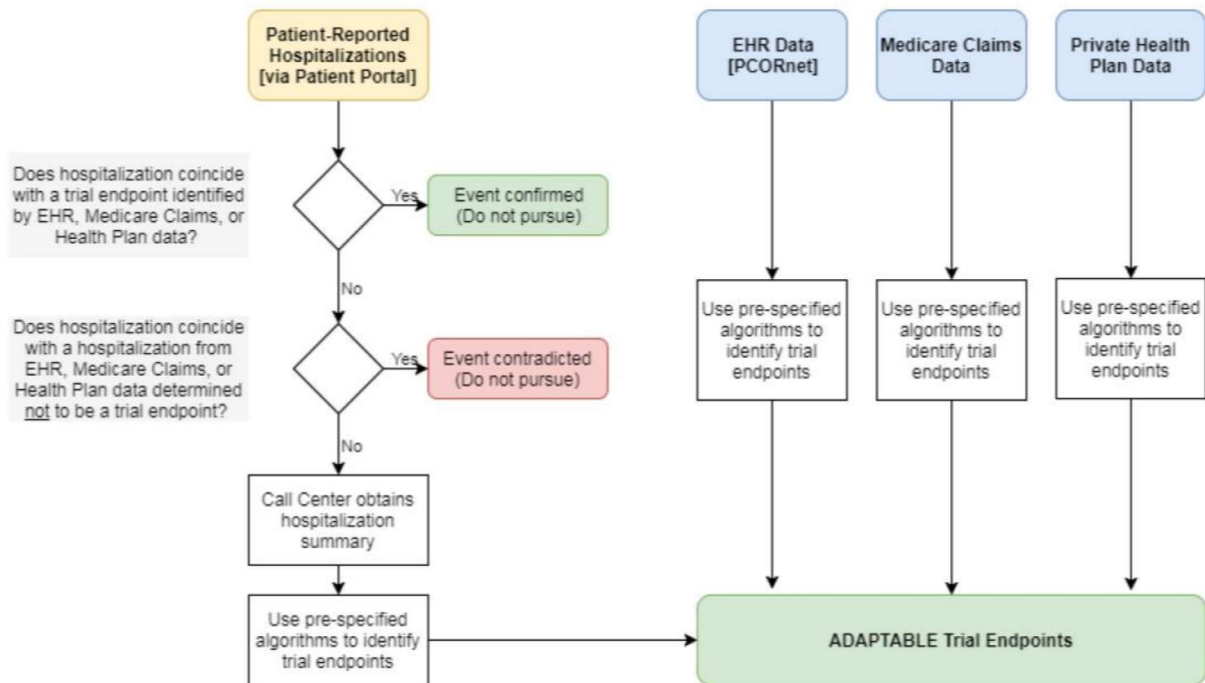 Patient-Reported
Hospitalizations
[via Patient Portal]
EHR Data
[PCORnet]
Medicare Claims
Data
Private Health
Plan Data
Does hospitalization coincide
with a trial endpoint identified
by EHR, Medicare Claims, or
Health Plan data?
Yes
Event confirmed
(Do not pursue)
No
Does hospitalization coincide
with a hospitalization from
EHR, Medicare Claims, or
Health Plan data determined
not to be a trial endpoint?
Yes
Event contradicted
(Do not pursue)
No
Use pre-specified
algorithms to
identify trial
endpoints
Use pre-specified
algorithms to
identify trial
endpoints
Use pre-specified
algorithms to
identify trial
endpoints
Call Center obtains
hospitalization
summary
Use pre-specified
algorithms to identify
trial endpoints
ADAPTABLE Trial Endpoints